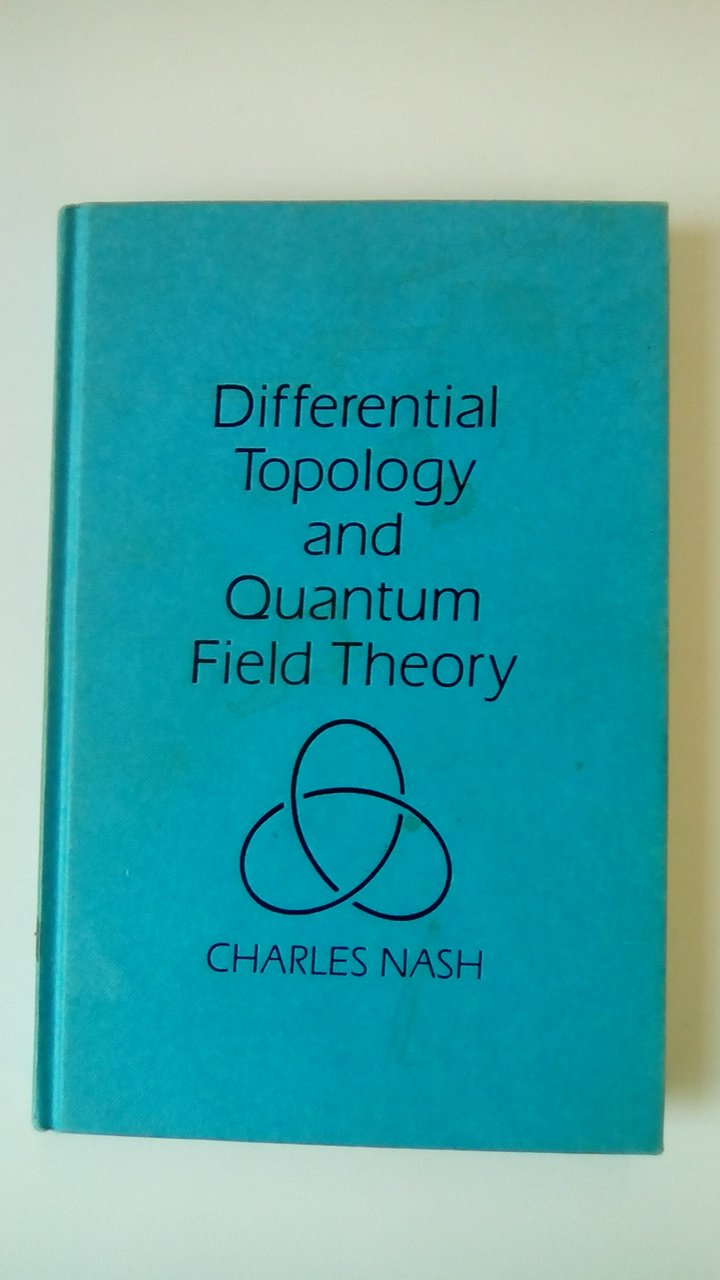 Differential
Topology
and
Quantum
Field Theory
CHARLES NASH